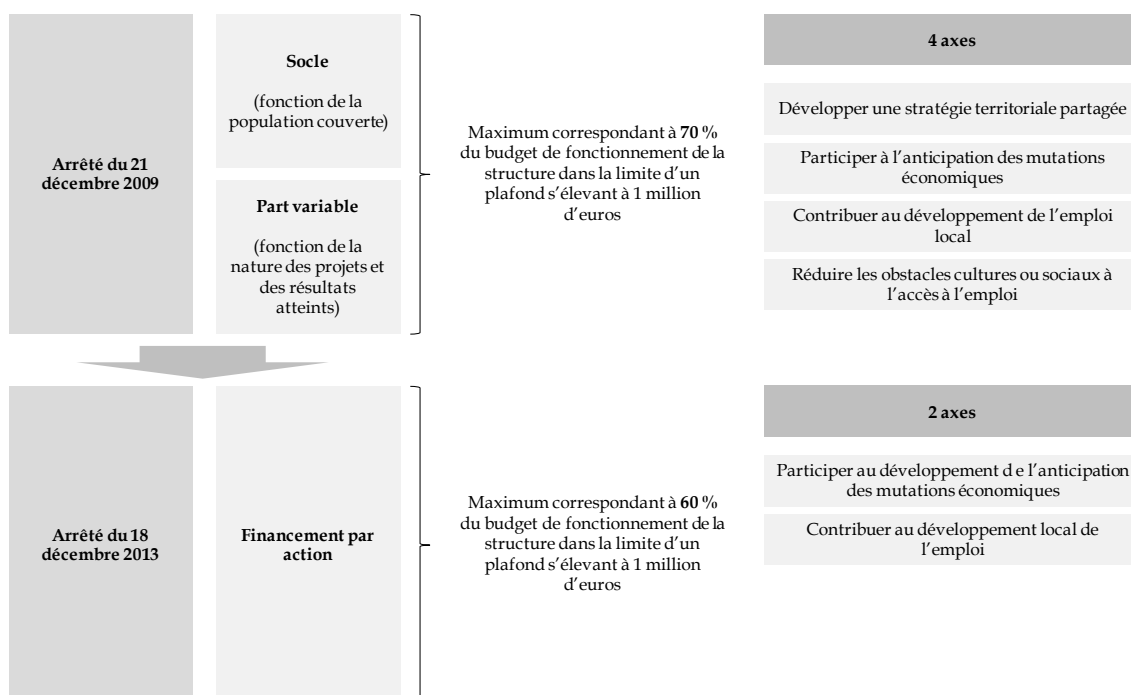 Arrêté du 21
décembre 2009
Socle
(fonction de la
population couverte)
Part variable
(fonction de la
nature des projets et
des résultats
atteints)
Maximum correspondant à 70 %
du budget de fonctionnement de la
structure dans la limite d'un
plafond s'élevant à 1 million
d'euros
4 axes
Développer une stratégie territoriale partagée
Participer à l'anticipation des mutations
économiques
Contribuer au développement de l'emploi
local
Réduire les obstacles cultures ou sociaux à
l'accès à l'emploi
Arrêté du 18
décembre 2013
Financement par
action
Maximum correspondant à 60 %
du budget de fonctionnement de la
structure dans la limite d'un
plafond s'élevant à 1 million
d'euros
2 axes
Participer au développement d e l'anticipation
des mutations économiques
Contribuer au développement local de
l'emploi